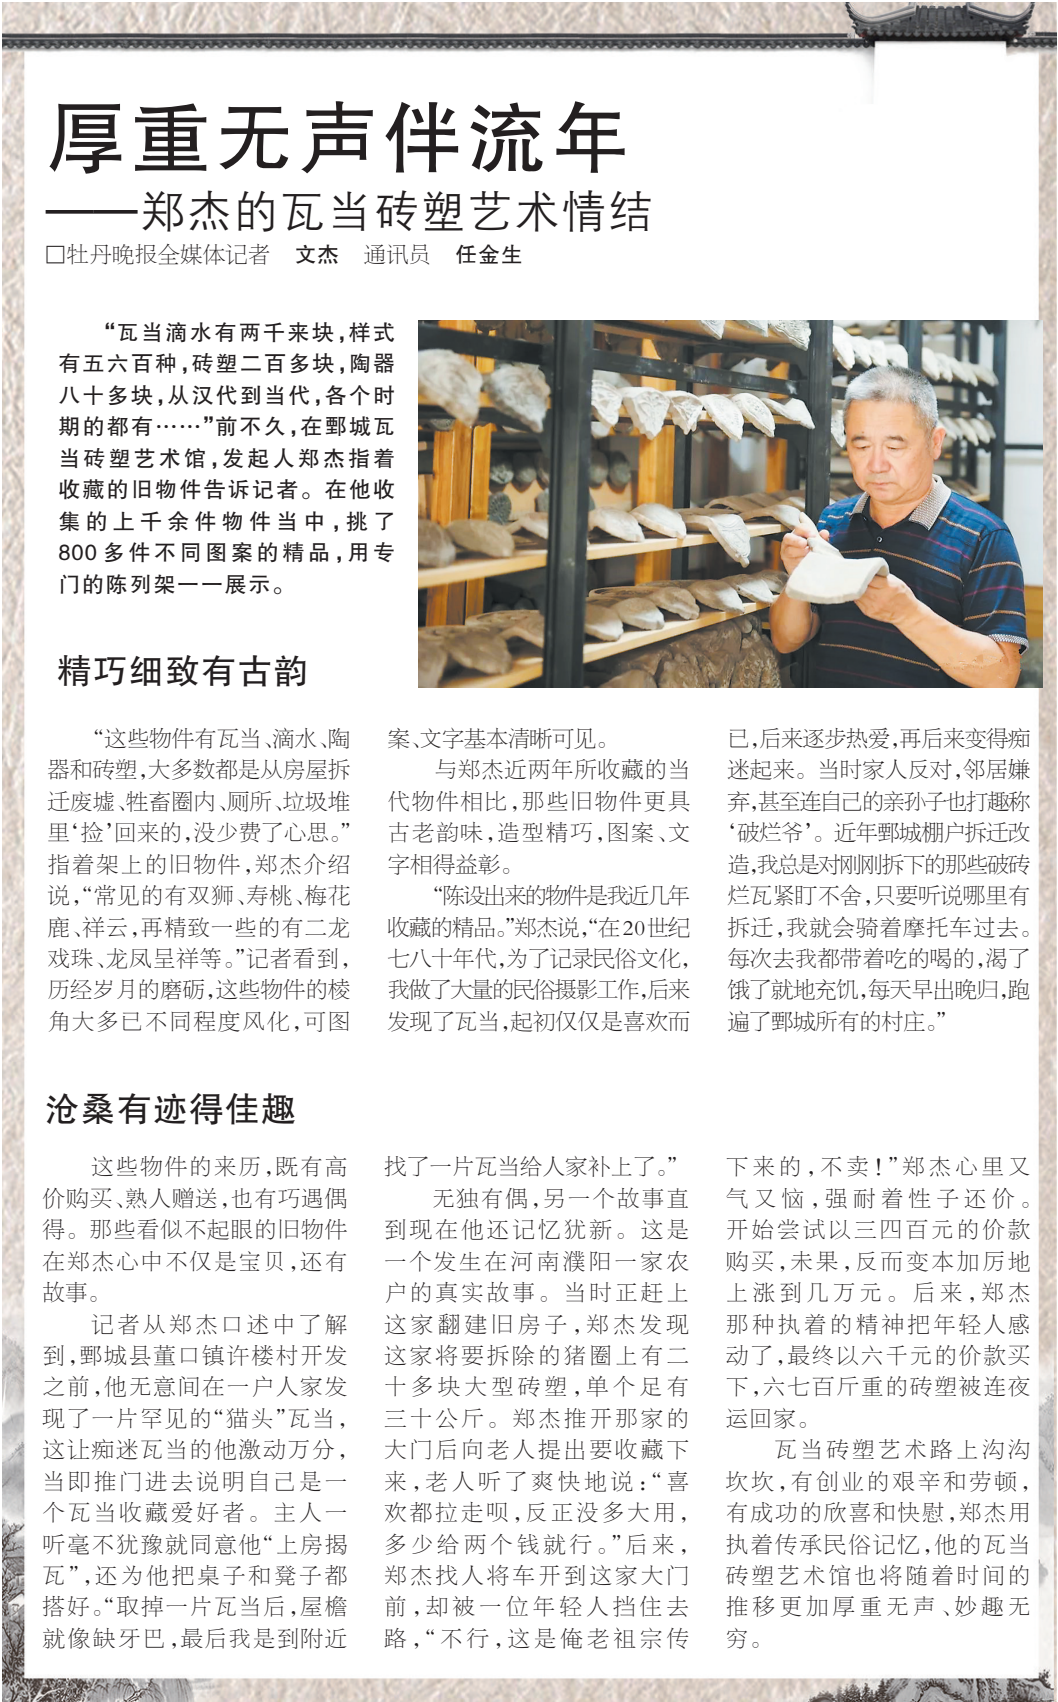 厚重无声伴流年
——郑杰的瓦当砖塑艺术情结
□牡丹晚报全媒体记者 文杰 通讯员 任金生
“瓦当滴水有两千来块,样式
有五六百种,砖塑二百多块,陶器
八十多块,从汉代到当代,各个时
期的都有……”前不久,在鄄城瓦
当砖塑艺术馆,发起人郑杰指着
收藏的旧物件告诉记者。在他收
集的上千余件物件当中,挑了
800多件不同图案的精品,用专
门的陈列架一一展示。
精巧细致有古韵
“这些物件有瓦当、滴水、陶
器和砖塑,大多数都是从房屋拆
迁废墟、牲畜圈内、厕所、垃圾堆
里‘捡’回来的,没少费了心思。”
指着架上的旧物件,郑杰介绍
说,“常见的有双狮、寿桃、梅花
鹿、祥云,再精致一些的有二龙
戏珠、龙凤呈祥等。”记者看到,
历经岁月的磨砺,这些物件的棱
角大多已不同程度风化,可图
案、文字基本清晰可见。
与郑杰近两年所收藏的当
代物件相比,那些旧物件更具
古老韵味,造型精巧,图案、文
字相得益彰。
“陈设出来的物件是我近几年
收藏的精品。”郑杰说,“在20世纪
七八十年代,为了记录民俗文化,
我做了大量的民俗摄影工作,后来
发现了瓦当,起初仅仅是喜欢而
已,后来逐步热爱,再后来变得痴
迷起来。当时家人反对,邻居嫌
弃,甚至连自己的亲孙子也打趣称
‘破烂爷’。近年鄄城棚户拆迁改
造,我总是对刚刚拆下的那些破砖
烂瓦紧盯不舍,只要听说哪里有
拆迁,我就会骑着摩托车过去。
每次去我都带着吃的喝的,渴了
饿了就地充饥,每天早出晚归,跑
遍了鄄城所有的村庄。”
沧桑有迹得佳趣
这些物件的来历,既有高
价购买、熟人赠送,也有巧遇偶
得。那些看似不起眼的旧物件
在郑杰心中不仅是宝贝,还有
故事。
记者从郑杰口述中了解
到,鄄城县董口镇许楼村开发
之前,他无意间在一户人家发
现了一片罕见的“猫头”瓦当,
这让痴迷瓦当的他激动万分,
当即推门进去说明自己是一
个瓦当收藏爱好者。主人一
听毫不犹豫就同意他“上房揭
瓦”,还为他把桌子和凳子都
搭好。“取掉一片瓦当后,屋檐
就像缺牙巴,最后我是到附近
找了一片瓦当给人家补上了。”
无独有偶,另一个故事直
到现在他还记忆犹新。这是
一个发生在河南濮阳一家农
户的真实故事。当时正赶上
这家翻建旧房子,郑杰发现
这家将要拆除的猪圈上有二
十多块大型砖塑,单个足有
三十公斤。郑杰推开那家的
大门后向老人提出要收藏下
来,老人听了爽快地说:“喜
欢都拉走呗,反正没多大用,
多少给两个钱就行。”后来,
郑杰找人将车开到这家大门
前,却被一位年轻人挡住去
路,“不行,这是俺老祖宗传
下来的,不卖!”郑杰心里又
气又恼,强耐着性子还价。
开始尝试以三四百元的价款
购买,未果,反而变本加厉地
上涨到几万元。后来,郑杰
那种执着的精神把年轻人感
动了,最终以六千元的价款买
下,六七百斤重的砖塑被连夜
运回家。
瓦当砖塑艺术路上沟沟
坎坎,有创业的艰辛和劳顿,
有成功的欣喜和快慰,郑杰用
执着传承民俗记忆,他的瓦当
砖塑艺术馆也将随着时间的
推移更加厚重无声、妙趣无
穷。